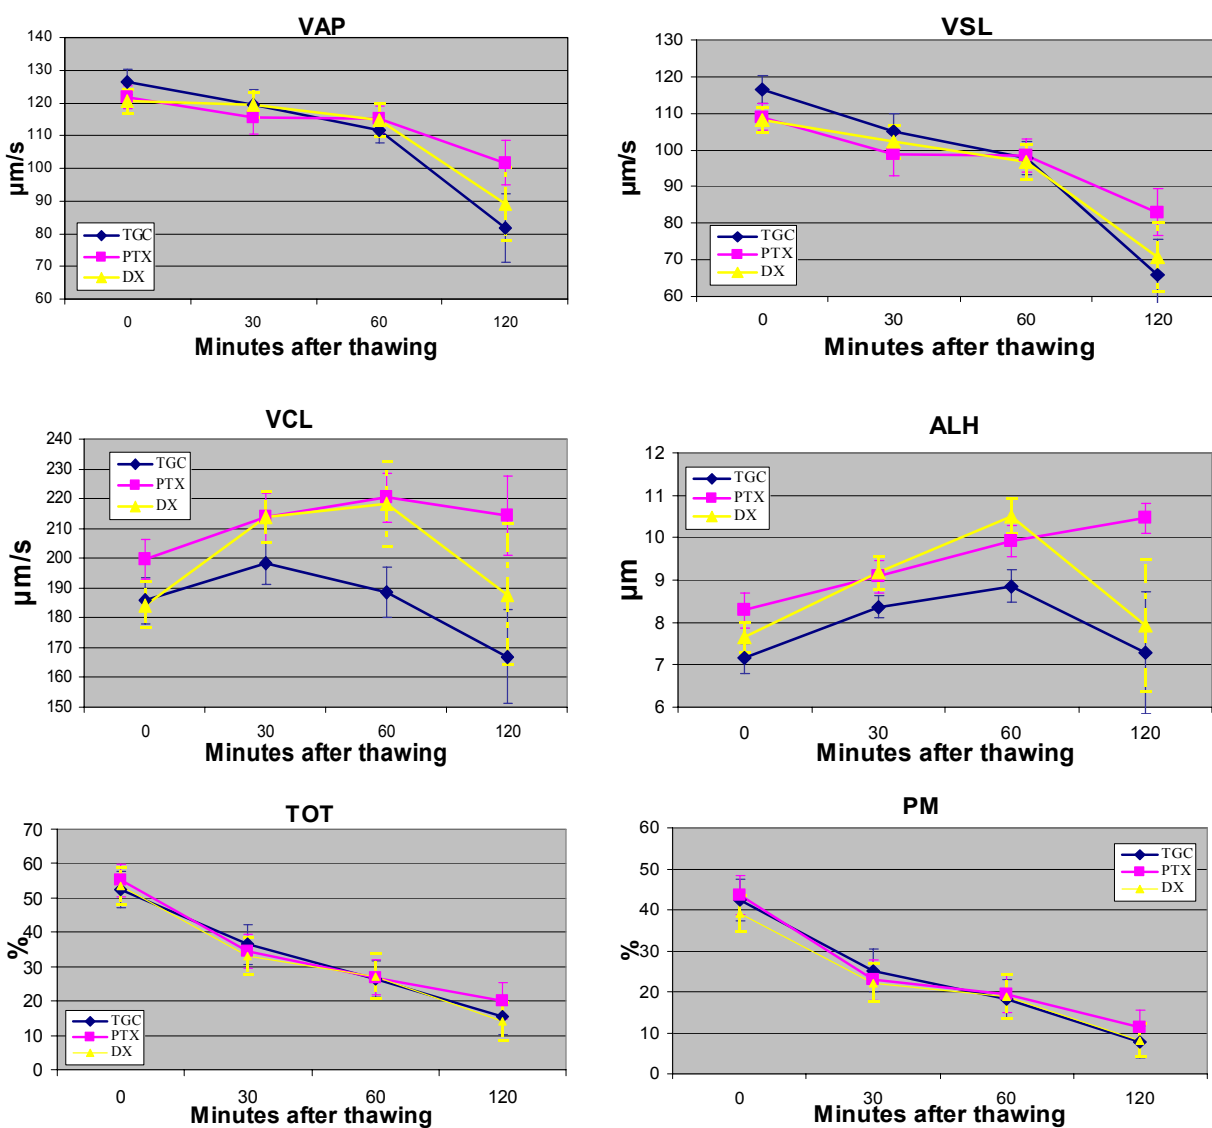 VAP
140
130
120
110
100
90
80
70
60
μm/s
TGC
PTX
DX
0 30 60 120
Minutes after thawing
VSL
130
120
110
100
90
80
70
60
μm/s
TGC
PTX
DX
0 30 60 120
Minutes after thawing
VCL
240
230
220
210
200
190
180
170
160
150
μm/s
TGC
PTX
DX
0 30 60 120
Minutes after thawing
ALH
12
11
10
9
8
7
6
μm
TGC
PTX
DX
0 30 60 120
Minutes after thawing
TOT
70
60
50
40
30
20
10
0
%
TGC
PTX
DX
0 30 60 120
Minutes after thawing
PM
60
50
40
30
20
10
0
%
TGC
PTX
DX
0 30 60 120
Minutes after thawing